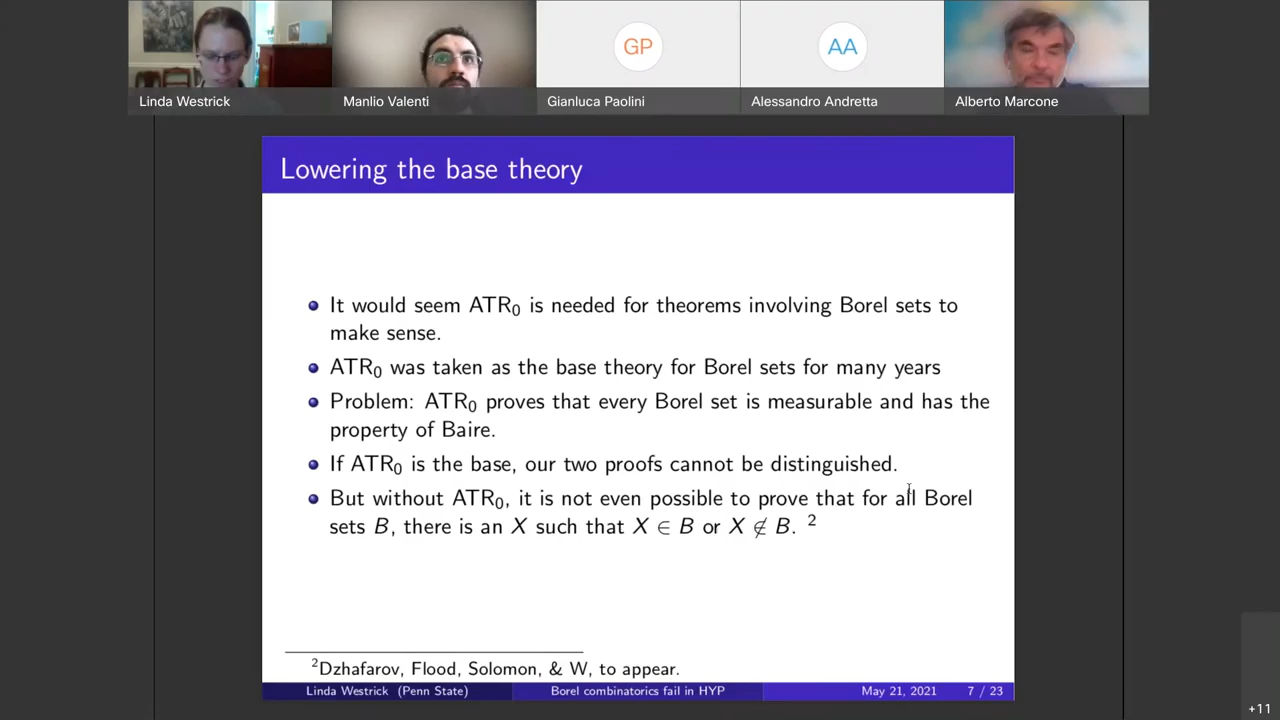 GP
AA
Linda Westrick
Manlio Valenti
Gianluca Paolini
Alessandro Andretta
Alberto Marcone
Lowering the base theory
It would seem ATR₀ is needed for theorems involving Borel sets to
make sense.
ATR₀ was taken as the base theory for Borel sets for many years
Problem: ATR₀ proves that every Borel set is measurable and has the
property of Baire.
If ATR₀ is the base, our two proofs cannot be distinguished.
But without ATR₀, it is not even possible to prove that for all Borel
sets B, there is an X such that X ∈ B or X ∉ B. ²
²Dzhafarov, Flood, Solomon, & W, to appear.
Linda Westrick (Penn State)
Borel combinatorics fail in HYP
May 21, 2021
7 / 23
+11